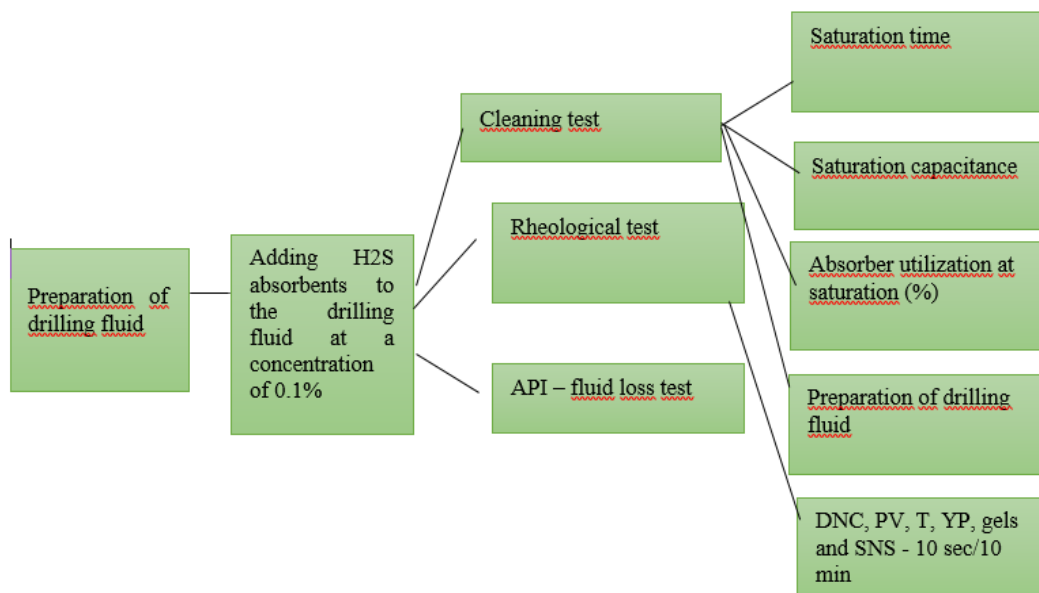 Preparation of
drilling fluid
Adding H2S
absorbents to
the drilling
fluid at a
concentration
of 0.1%
Cleaning test
Rheological test
API – fluid loss test
Saturation time
Saturation capacitance
Absorber utilization at
saturation (%)
Preparation of drilling
fluid
DNC, PV, T, YP, gels
and SNS - 10 sec/10
min